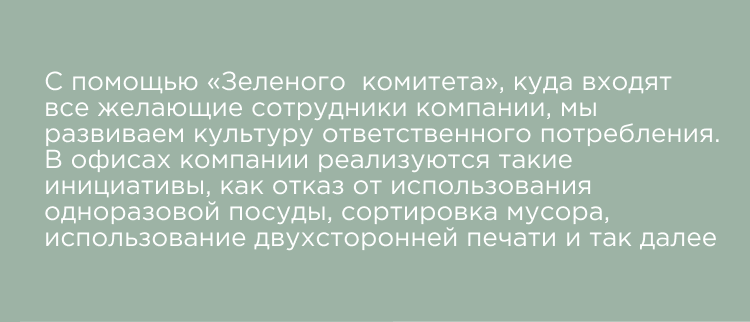 С помощью «Зеленого  комитета», куда входят
все желающие сотрудники компании, мы
развиваем культуру ответственного потребления.
В офисах компании реализуются такие
инициативы, как отказ от использования
одноразовой посуды, сортировка мусора,
использование двухсторонней печати и так далее